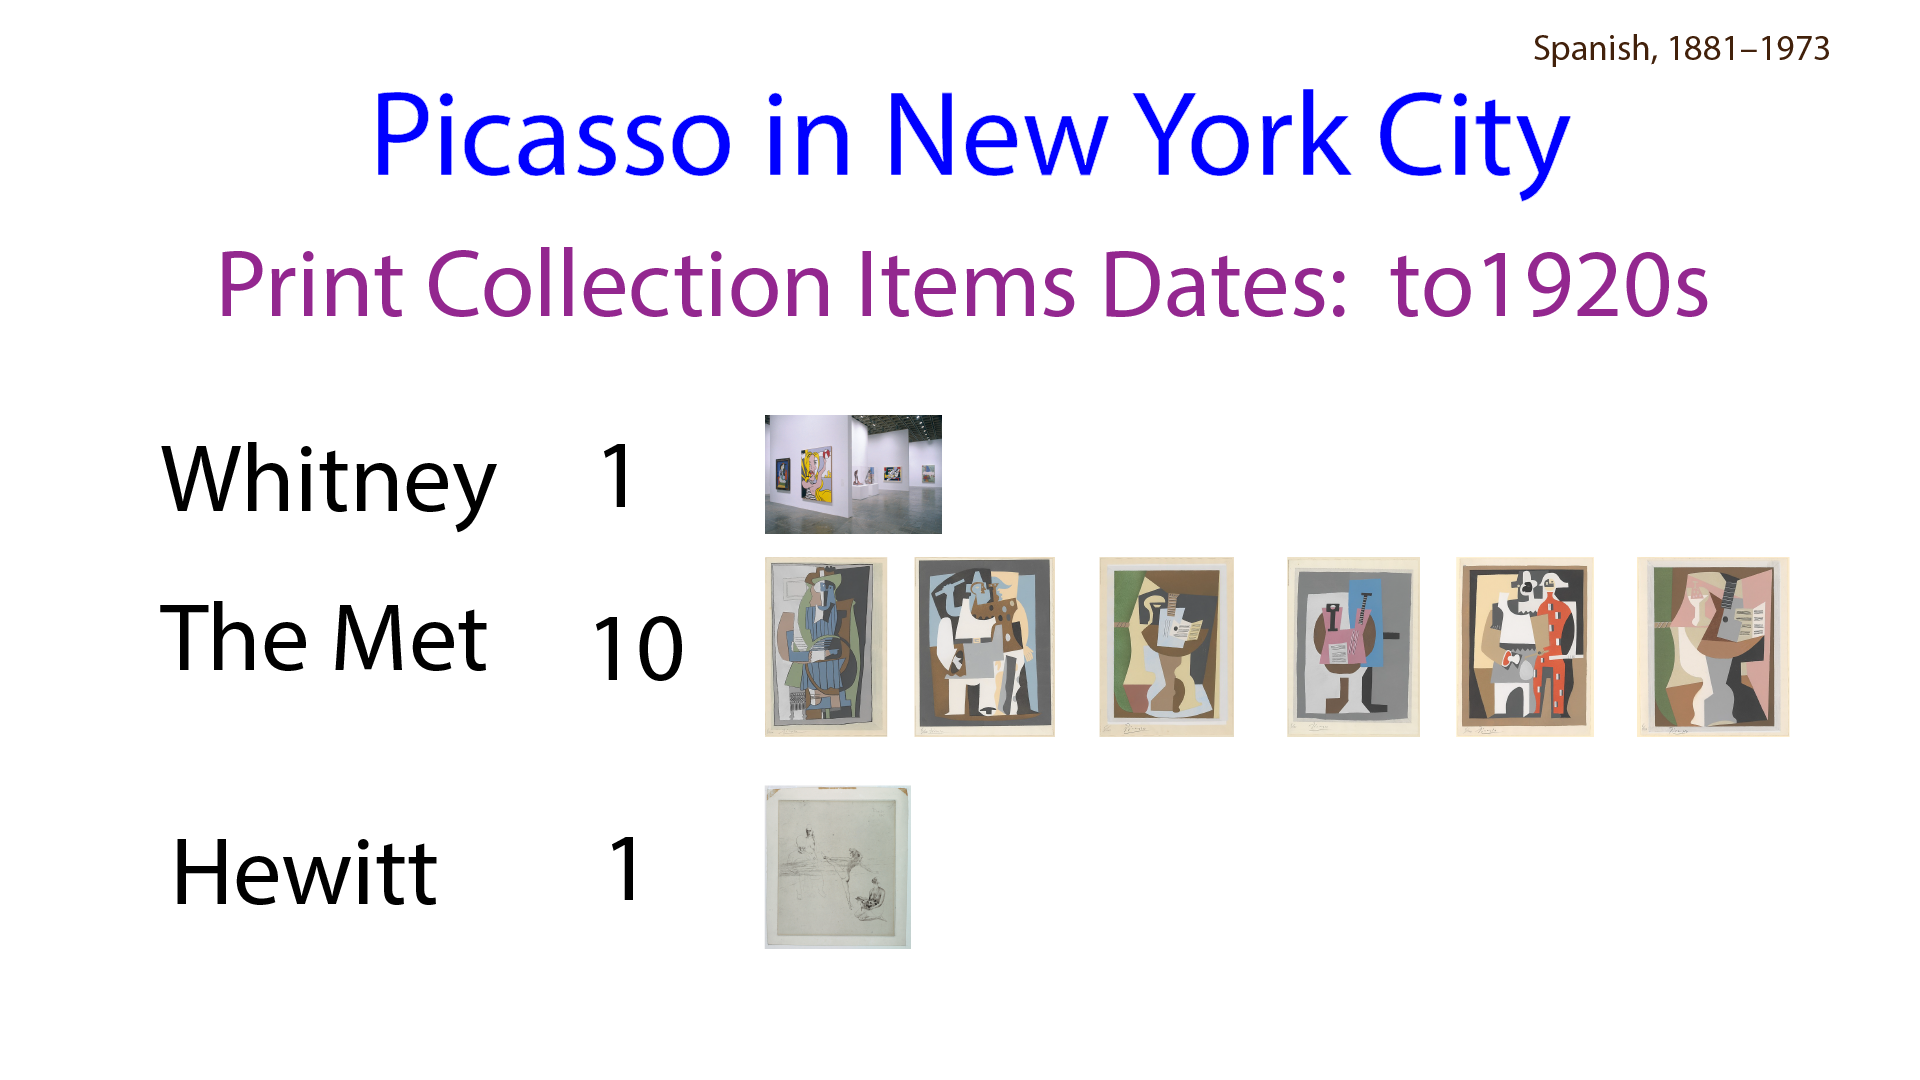 Spanish, 1881–1973
Picasso in New York City
Print Collection Items Dates:  to1920s
Whitney 1
The Met 10
Hewitt 1